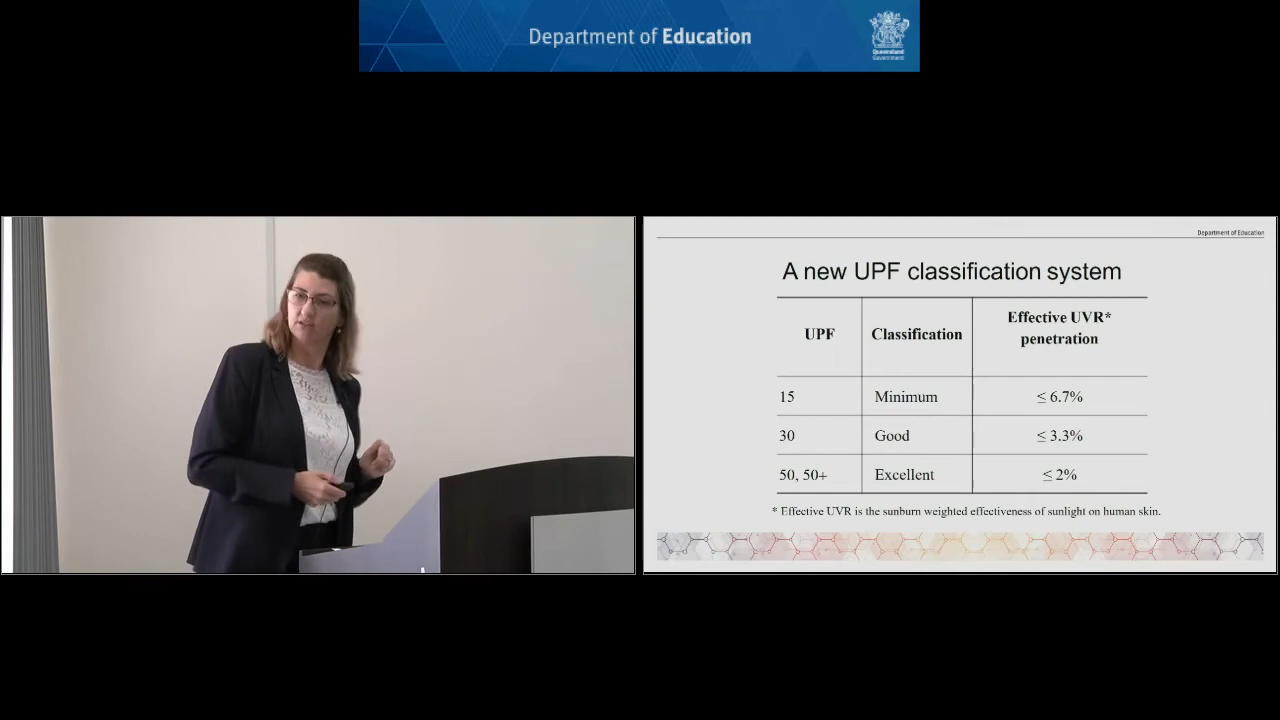 Department of Education
Queensland
Government
Department of Education
A new UPF classification system
UPF
Classification
Effective UVR*
penetration
15
Minimum
≤ 6.7%
30
Good
≤ 3.3%
50, 50+
Excellent
≤ 2%
* Effective UVR is the sunburn weighted effectiveness of sunlight on human skin.